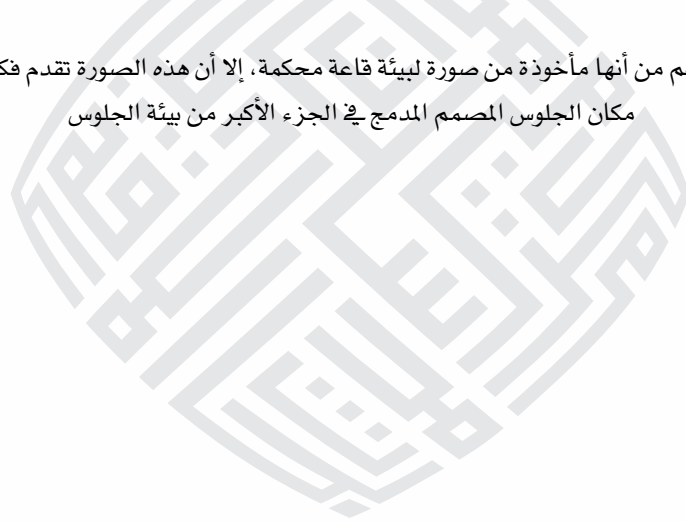 من أنها مأخوذة من صورة لبيئة قاعة محكمة، إلا أن هذه الصورة تقدم
مكان الجلوس المصمم المدمج في الجزء الأكبر من بيئة الجلوس